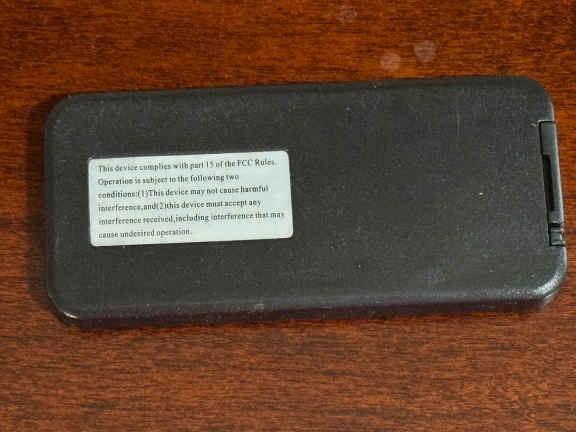 This device complies with part 15 of the FCC Rules.
Operation is subject to the following two
conditions:(1)This device may not cause harmful
interference,and(2)this device must accept any
interference received,including interference that may
cause undesired operation.